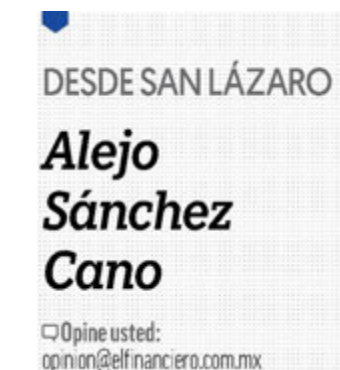 DESDE SAN LÁZARO
Alejo
Sánchez
Cano
Opine usted:
opinion@elfinanciero.com.mx